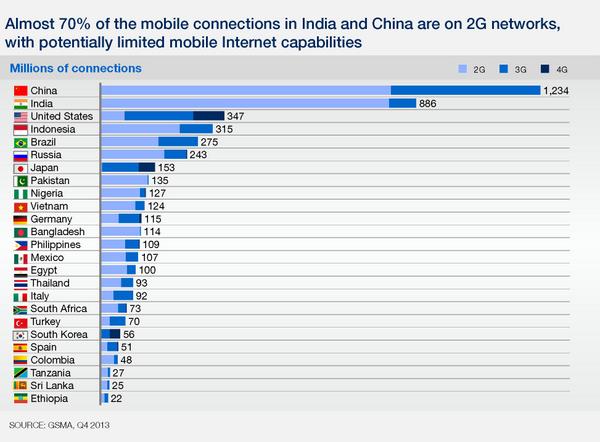 Almost 70% of the mobile connections in India and China are on 2G networks,
with potentially limited mobile Internet capabilities
Millions of connections
2G 3G 4G
China 1,234
India 886
United States 347
Indonesia 315
Brazil 275
Russia 243
Japan 153
Pakistan 135
Nigeria 127
Vietnam 124
Germany 115
Bangladesh 114
Philippines 109
Mexico 107
Egypt 100
Thailand 93
Italy 92
South Africa 73
Turkey 70
South Korea 56
Spain 51
Colombia 48
Tanzania 27
Sri Lanka 25
Ethiopia 22
SOURCE: GSMA, Q4 2013